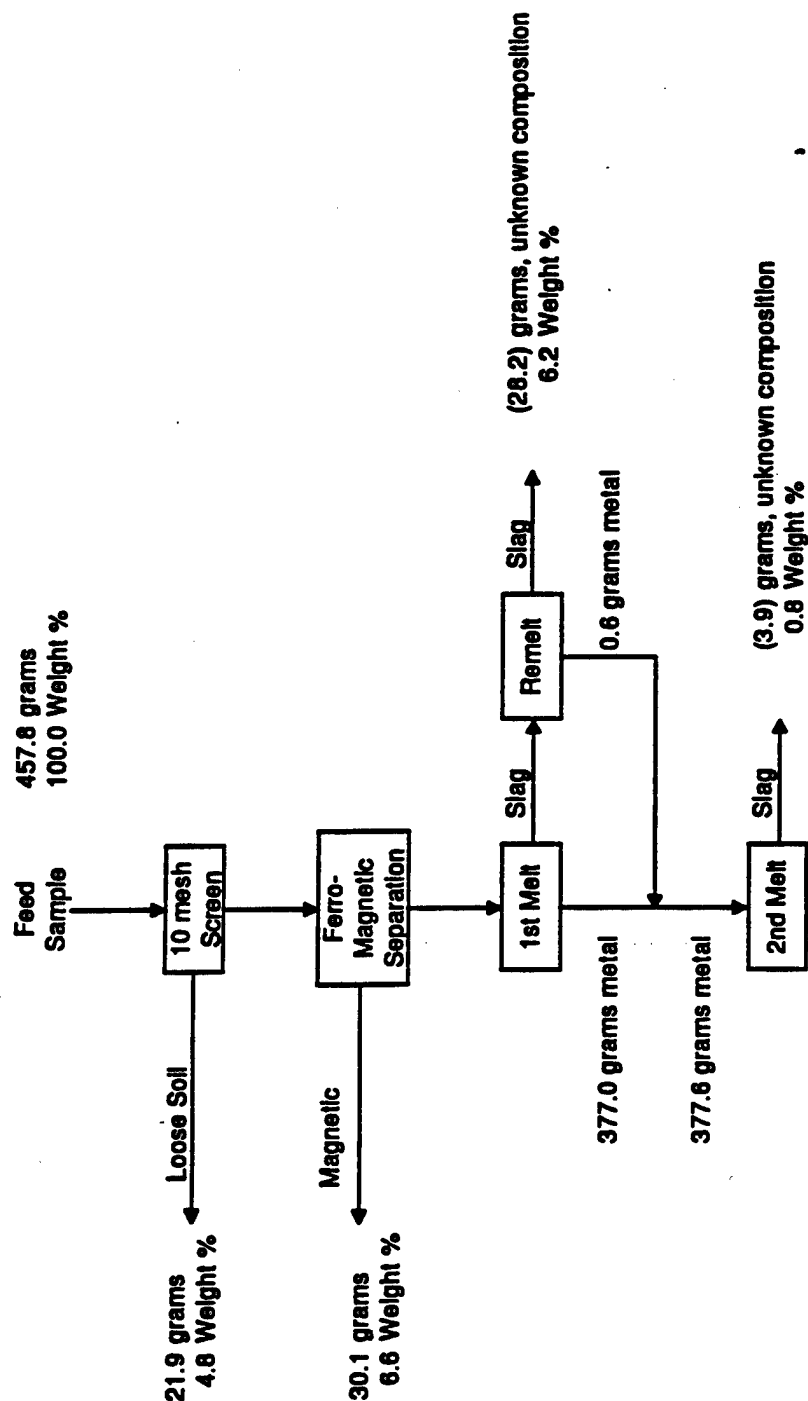 Feed
Sample
457.8 grams
100.0 Weight %
10 mesh
Screen
Loose Soil
21.9 grams
4.8 Weight %
Ferro-
Magnetic
Separation
Magnetic
30.1 grams
6.6 Weight %
1st Melt
Slag
Remelt
Slag
(28.2) grams, unknown composition
6.2 Weight %
0.6 grams metal
377.0 grams metal
377.6 grams metal
2nd Melt
Slag
(3.9) grams, unknown composition
0.8 Weight %